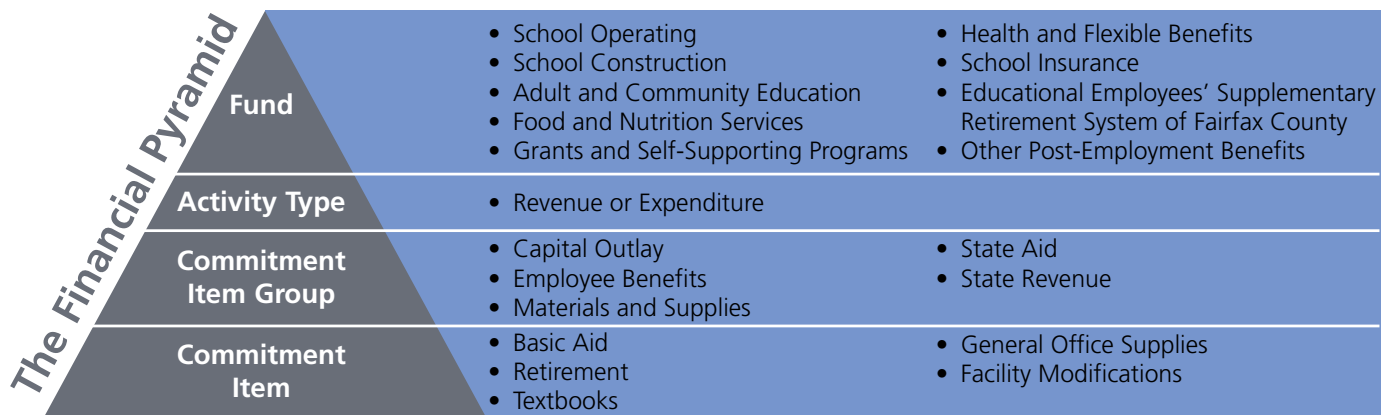 The Financial Pyramid
Fund
• School Operating
• School Construction
• Adult and Community Education
• Food and Nutrition Services
• Grants and Self-Supporting Programs
• Health and Flexible Benefits
• School Insurance
• Educational Employees’ Supplementary
Retirement System of Fairfax County
• Other Post-Employment Benefits
Activity Type
• Revenue or Expenditure
Commitment
Item Group
• Capital Outlay
• Employee Benefits
• Materials and Supplies
• State Aid
• State Revenue
Commitment
Item
• Basic Aid
• Retirement
• Textbooks
• General Office Supplies
• Facility Modifications